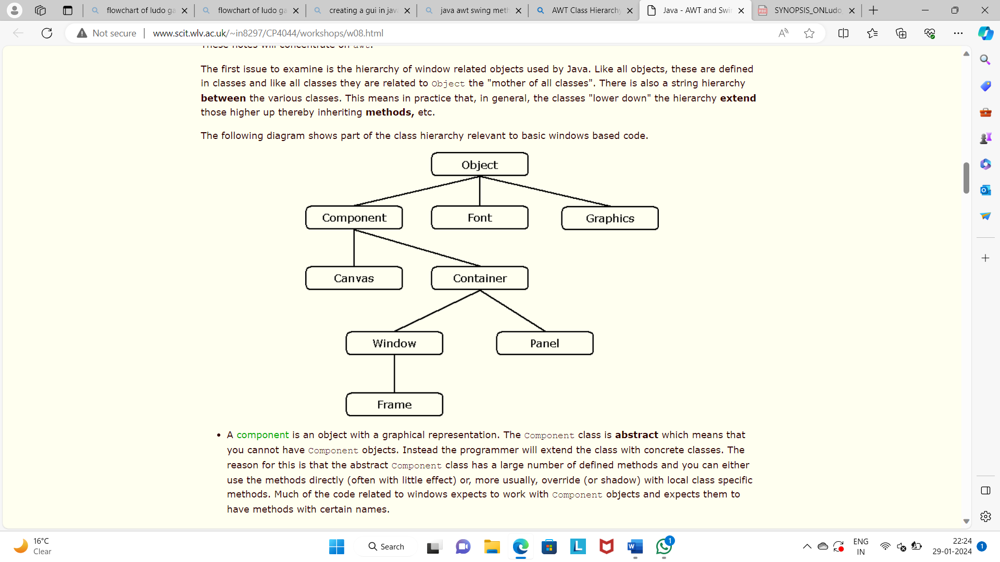 flowchart of ludo ga
flowchart of ludo ga
creating a gui in jav
java awt swing meth
AWT Class Hierarchy
Java - AWT and Swi
SYNOPSIS_ONLudo
Not secure
www.scit.wlv.ac.uk/~in8297/CP4044/workshops/w08.html
These notes will concentrate on awt.
The first issue to examine is the hierarchy of window related objects used by Java. Like all objects, these are defined
in classes and like all classes they are related to Object the "mother of all classes". There is also a string hierarchy
between the various classes. This means in practice that, in general, the classes "lower down" the hierarchy extend
those higher up thereby inheriting methods, etc.
The following diagram shows part of the class hierarchy relevant to basic windows based code.
Object
Component
Font
Graphics
Canvas
Container
Window
Panel
Frame
• A component is an object with a graphical representation. The Component class is abstract which means that
you cannot have Component objects. Instead the programmer will extend the class with concrete classes. The
reason for this is that the abstract Component class has a large number of defined methods and you can either
use the methods directly (often with little effect) or, more usually, override (or shadow) with local class specific
methods. Much of the code related to windows expects to work with Component objects and expects them to
have methods with certain names.
16°C
Clear
Search
1
ENG
IN
22:24
29-01-2024
1